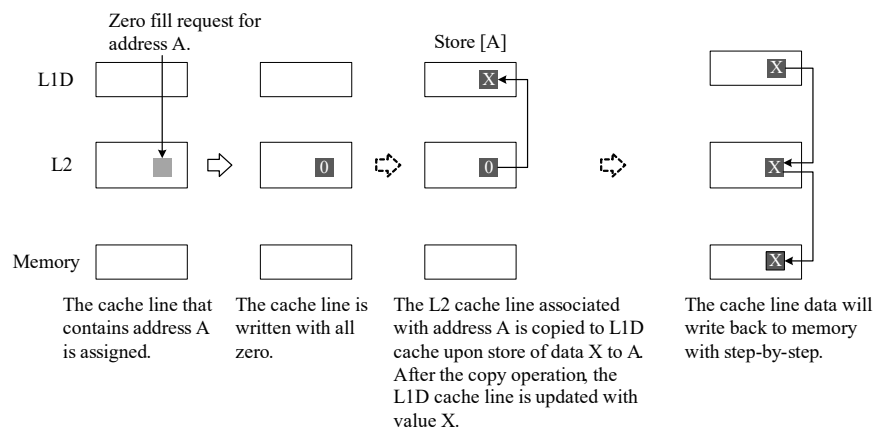 Zero fill request for
address A.
Store [A]
L1D
X
X
L2
0
0
X
Memory
X
The cache line that
contains address A
is assigned.
The cache line is
written with all
zero.
The L2 cache line associated
with address A is copied to L1D
cache upon store of data X to A.
After the copy operation, the
L1D cache line is updated with
value X.
The cache line data will
write back to memory
with step-by-step.